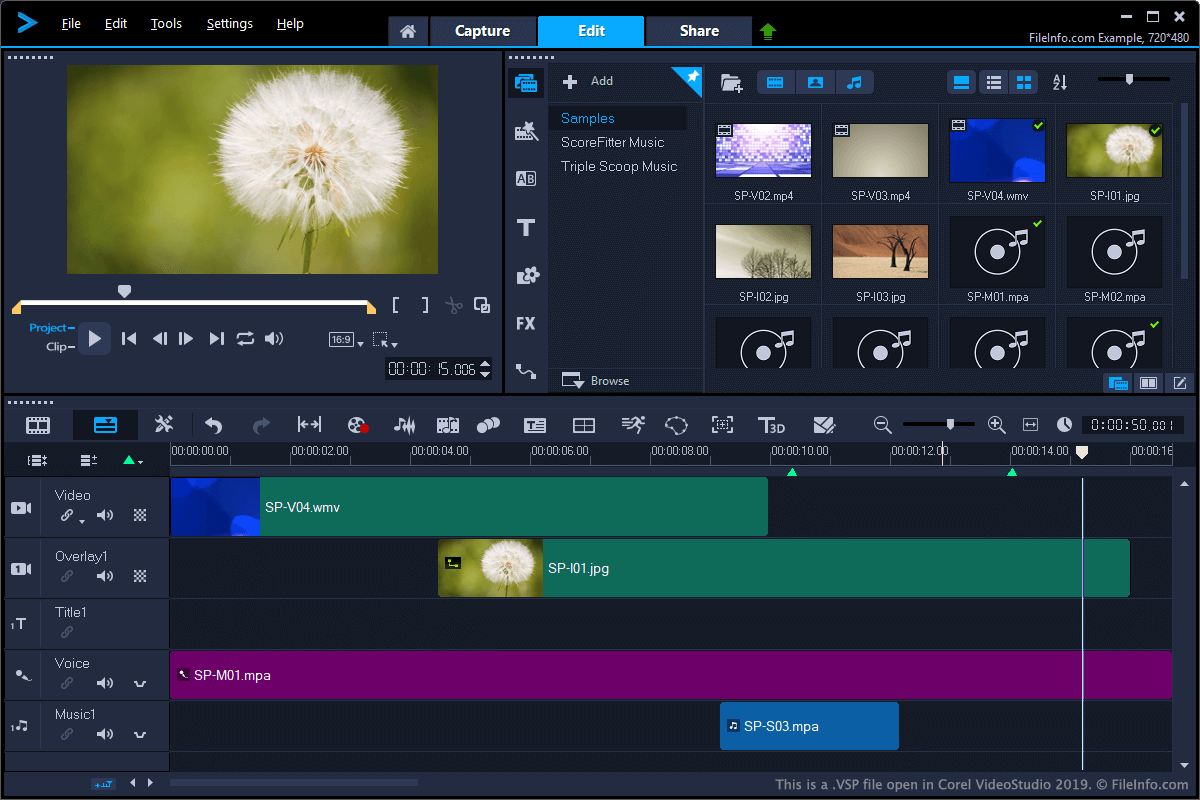 File Edit Tools Settings Help
Capture Edit Share
FileInfo.com Example, 720*480
Add
Samples
ScoreFitter Music
Triple Scoop Music
Browse
SP-V02.mp4 SP-V03.mp4 SP-V04.wmv SP-I01.jpg
SP-I02.jpg SP-I03.jpg SP-M01.mpa SP-M02.mpa
AB
T
FX
Project
Clip
16:9
00:00:15.006
T3D
0:00:50.001
00:00:00.00 00:00:02.00 00:00:04.00 00:00:06.00 00:00:08.00 00:00:10.00 00:00:12.00 00:00:14.00 00:00:16
Video
SP-V04.wmv
1
Overlay1
SP-I01.jpg
1T
Title1
Voice
SP-M01.mpa
1
Music1
SP-S03.mpa
This is a .VSP file open in Corel VideoStudio 2019. © FileInfo.com